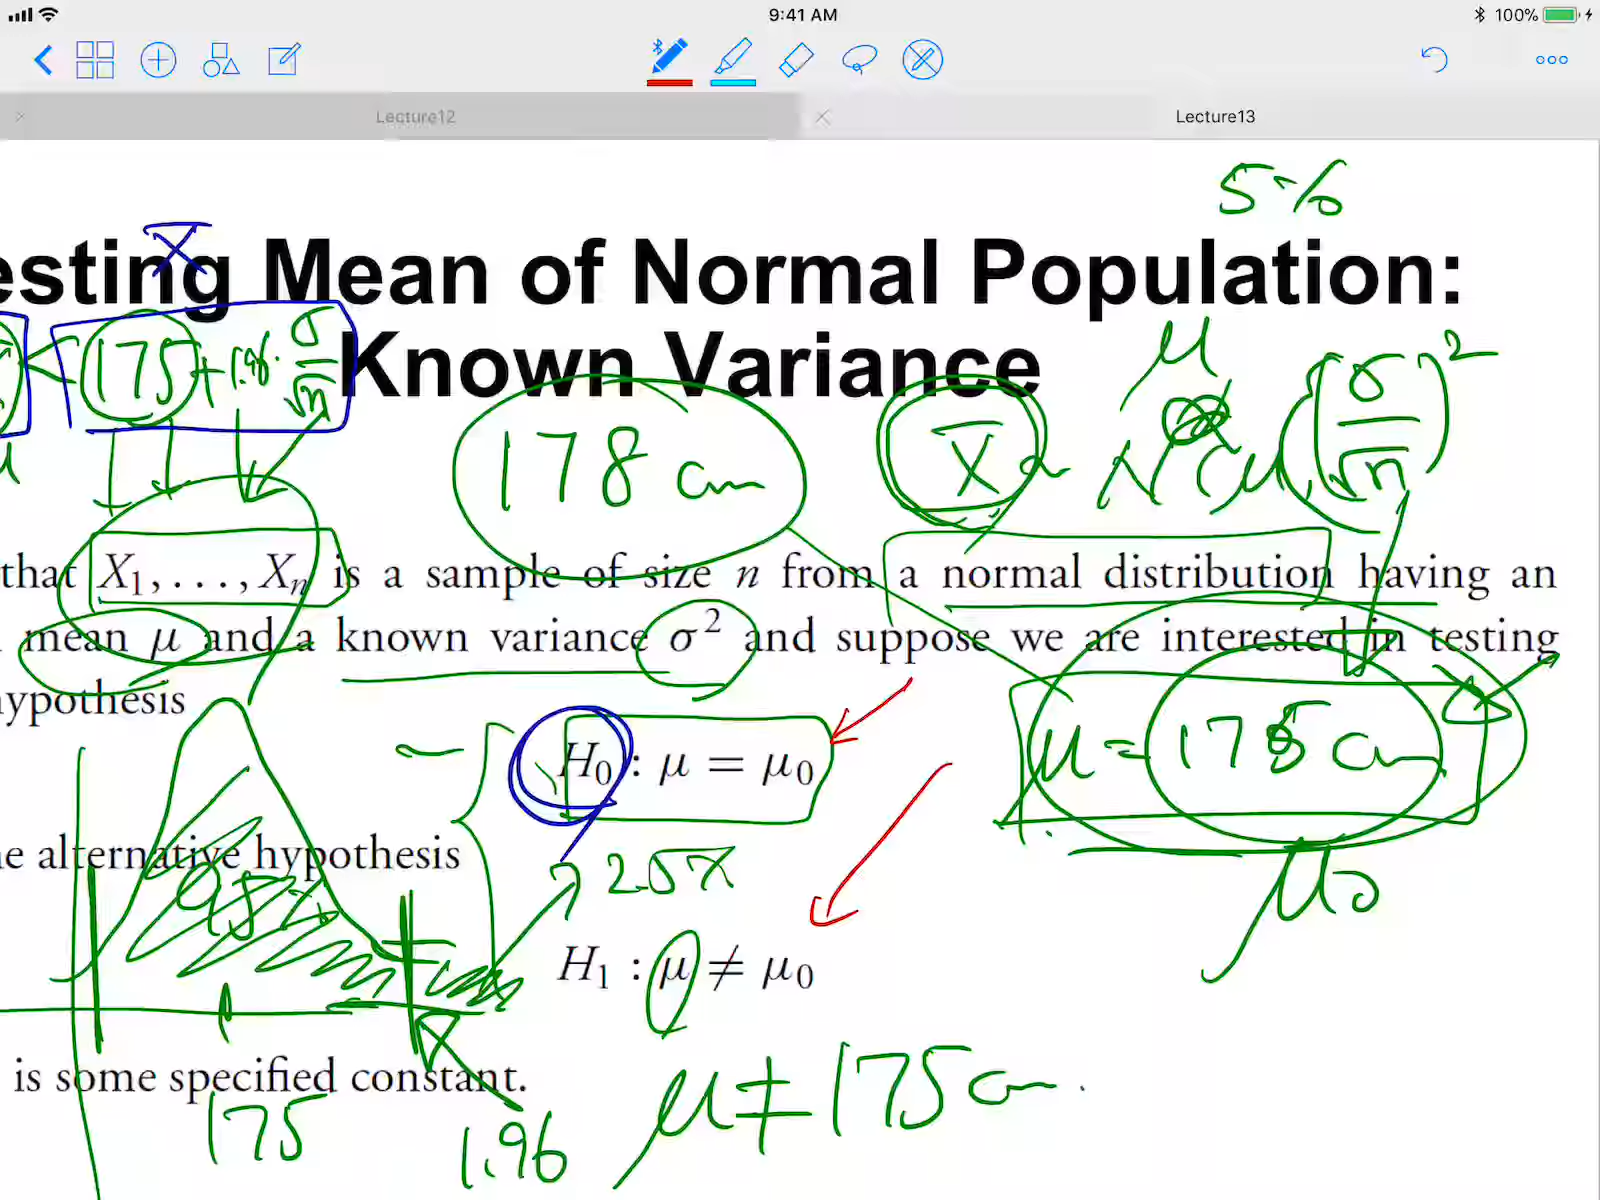 9:41 AM
100%
Lecture12
Lecture13
5%
X̄
esting Mean of Normal Population:
Known Variance
175 + 1.96 · σ/√n
μ
178 cm
X̄ ~ N(μ, (σ/√n)²
that X₁, . . . , Xₙ is a sample of size n from a normal distribution having an
mean μ and a known variance σ² and suppose we are interested in testing
ypothesis
H₀ : μ = μ₀
μ = 175 cm
μ₀
ne alternative hypothesis
95%
2.5%
H₁ : μ ≠ μ₀
is some specified constant.
175
1.96
μ ≠ 175 cm.